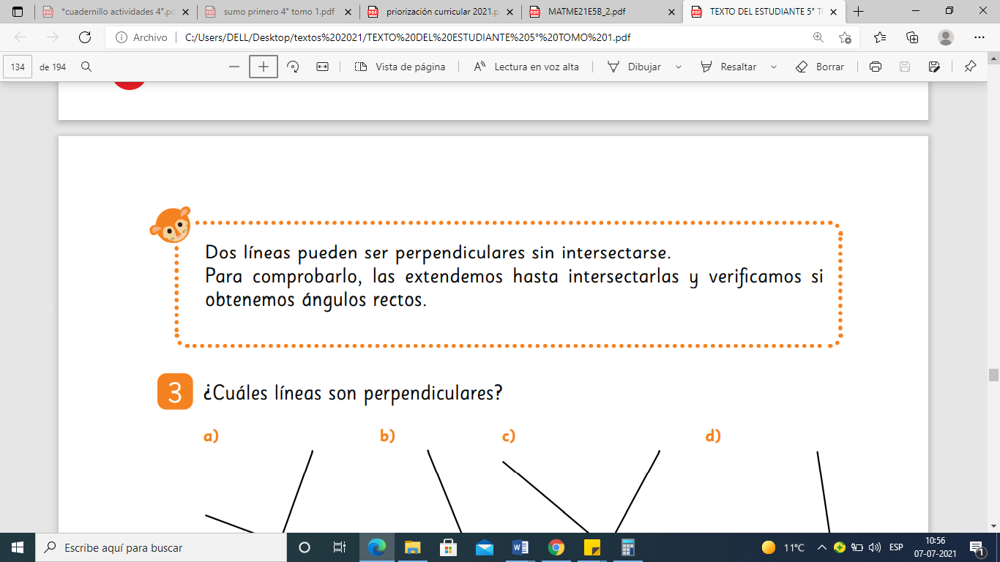 *cuadernillo actividades 4°.pd
sumo primero 4° tomo 1.pdf
priorización curricular 2021.p
MATME21E5B_2.pdf
TEXTO DEL ESTUDIANTE 5° T
Archivo
C:/Users/DELL/Desktop/textos%202021/TEXTO%20DEL%20ESTUDIANTE%205°%20TOMO%201.pdf
134 de 194
Vista de página
Lectura en voz alta
Dibujar
Resaltar
Borrar
Dos líneas pueden ser perpendiculares sin intersectarse.
Para comprobarlo, las extendemos hasta intersectarlas y verificamos si
obtenemos ángulos rectos.
3 ¿Cuáles líneas son perpendiculares?
a) b) c) d)
Escribe aquí para buscar
11°C
ESP
10:56
07-07-2021
1